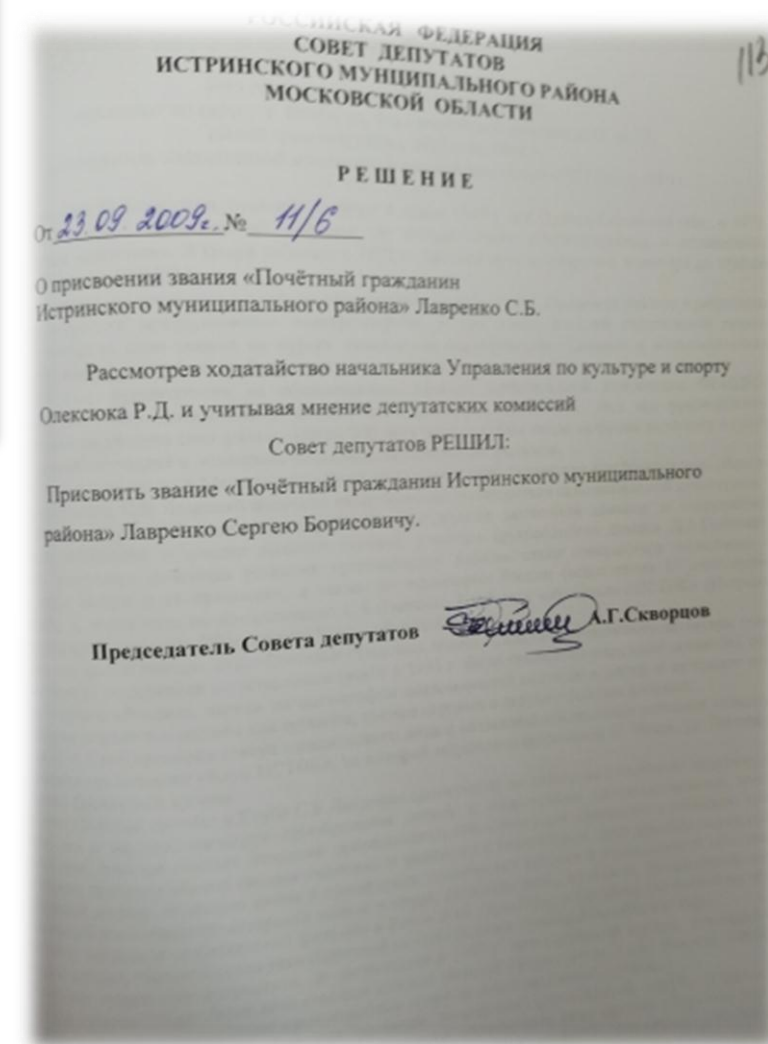 РОССИЙСКАЯ ФЕДЕРАЦИЯ
СОВЕТ ДЕПУТАТОВ
ИСТРИНСКОГО МУНИЦИПАЛЬНОГО РАЙОНА
МОСКОВСКОЙ ОБЛАСТИ
113
РЕШЕНИЕ
От 23.09.2009г. № 11/6
О присвоении звания «Почётный гражданин
Истринского муниципального района» Лавренко С.Б.
Рассмотрев ходатайство начальника Управления по культуре и спорту
Олексюка Р.Д. и учитывая мнение депутатских комиссий
Совет депутатов РЕШИЛ:
Присвоить звание «Почётный гражданин Истринского муниципального
района» Лавренко Сергею Борисовичу.
Председатель Совета депутатов А.Г.Скворцов